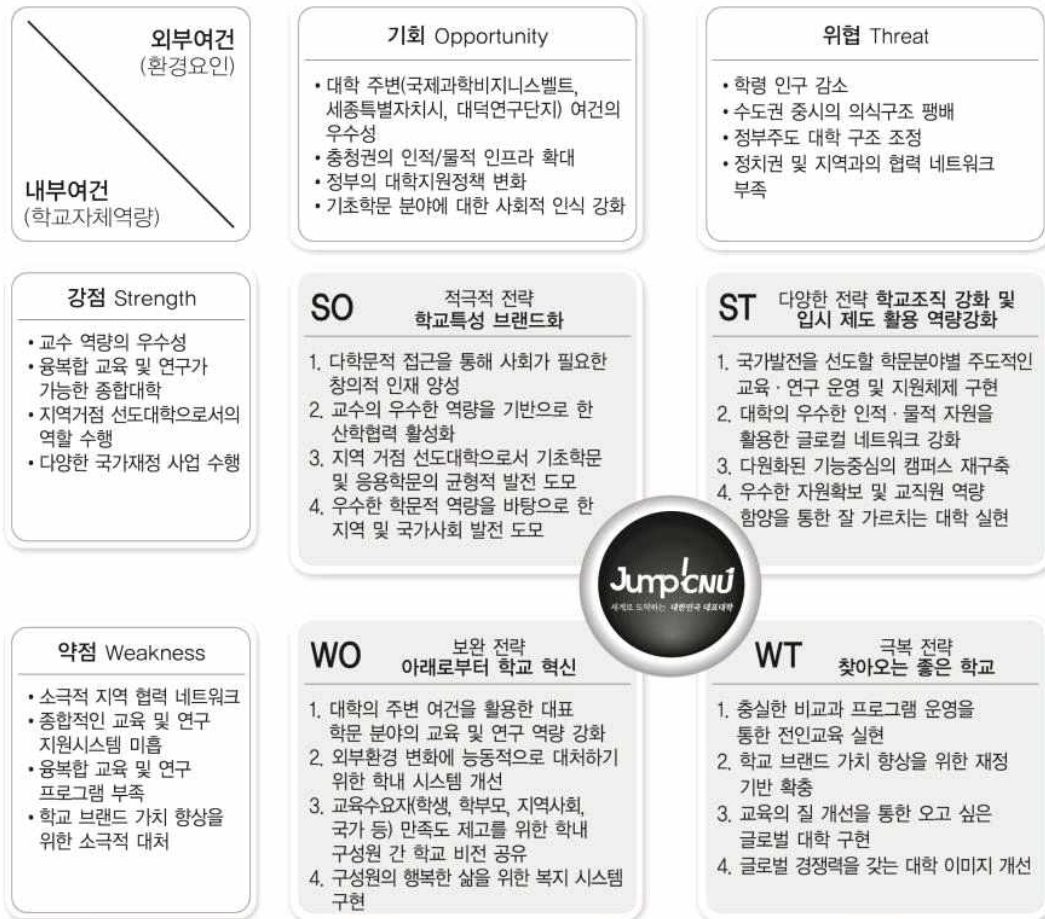 외부여건
(환경요인)
내부여건
(학교자체역량)
기회 Opportunity
• 대학 주변(국제과학비지니스벨트,
세종특별자치시, 대덕연구단지) 여건의
우수성
• 충청권의 인적/물적 인프라 확대
• 정부의 대학지원정책 변화
• 기초학문 분야에 대한 사회적 인식 강화
위협 Threat
• 학령 인구 감소
• 수도권 중시의 의식구조 팽배
• 정부주도 대학 구조 조정
• 정치권 및 지역과의 협력 네트워크
부족
강점 Strength
• 교수 역량의 우수성
• 융복합 교육 및 연구가
가능한 종합대학
• 지역거점 선도대학으로서의
역할 수행
• 다양한 국가재정 사업 수행
SO 적극적 전략
학교특성 브랜드화
1. 다학문적 접근을 통해 사회가 필요한
창의적 인재 양성
2. 교수의 우수한 역량을 기반으로 한
산학협력 활성화
3. 지역 거점 선도대학으로서 기초학문
및 응용학문의 균형적 발전 도모
4. 우수한 학문적 역량을 바탕으로 한
지역 및 국가사회 발전 도모
ST 다양한 전략 학교조직 강화 및
입시 제도 활용 역량강화
1. 국가발전을 선도할 학문분야별 주도적인
교육 · 연구 운영 및 지원체제 구현
2. 대학의 우수한 인적 · 물적 자원을
활용한 글로컬 네트워크 강화
3. 다원화된 기능중심의 캠퍼스 재구축
4. 우수한 자원확보 및 교직원 역량
함양을 통한 잘 가르치는 대학 실현
Jump!CNU
세계로 도약하는 대한민국 대표대학
약점 Weakness
• 소극적 지역 협력 네트워크
• 종합적인 교육 및 연구
지원시스템 미흡
• 융복합 교육 및 연구
프로그램 부족
• 학교 브랜드 가치 향상을
위한 소극적 대처
WO 보완 전략
아래로부터 학교 혁신
1. 대학의 주변 여건을 활용한 대표
학문 분야의 교육 및 연구 역량 강화
2. 외부환경 변화에 능동적으로 대처하기
위한 학내 시스템 개선
3. 교육수요자(학생, 학부모, 지역사회,
국가 등) 만족도 제고를 위한 학내
구성원 간 학교 비전 공유
4. 구성원의 행복한 삶을 위한 복지 시스템
구현
WT 극복 전략
찾아오는 좋은 학교
1. 충실한 비교과 프로그램 운영을
통한 전인교육 실현
2. 학교 브랜드 가치 향상을 위한 재정
기반 확충
3. 교육의 질 개선을 통한 오고 싶은
글로벌 대학 구현
4. 글로벌 경쟁력을 갖는 대학 이미지 개선